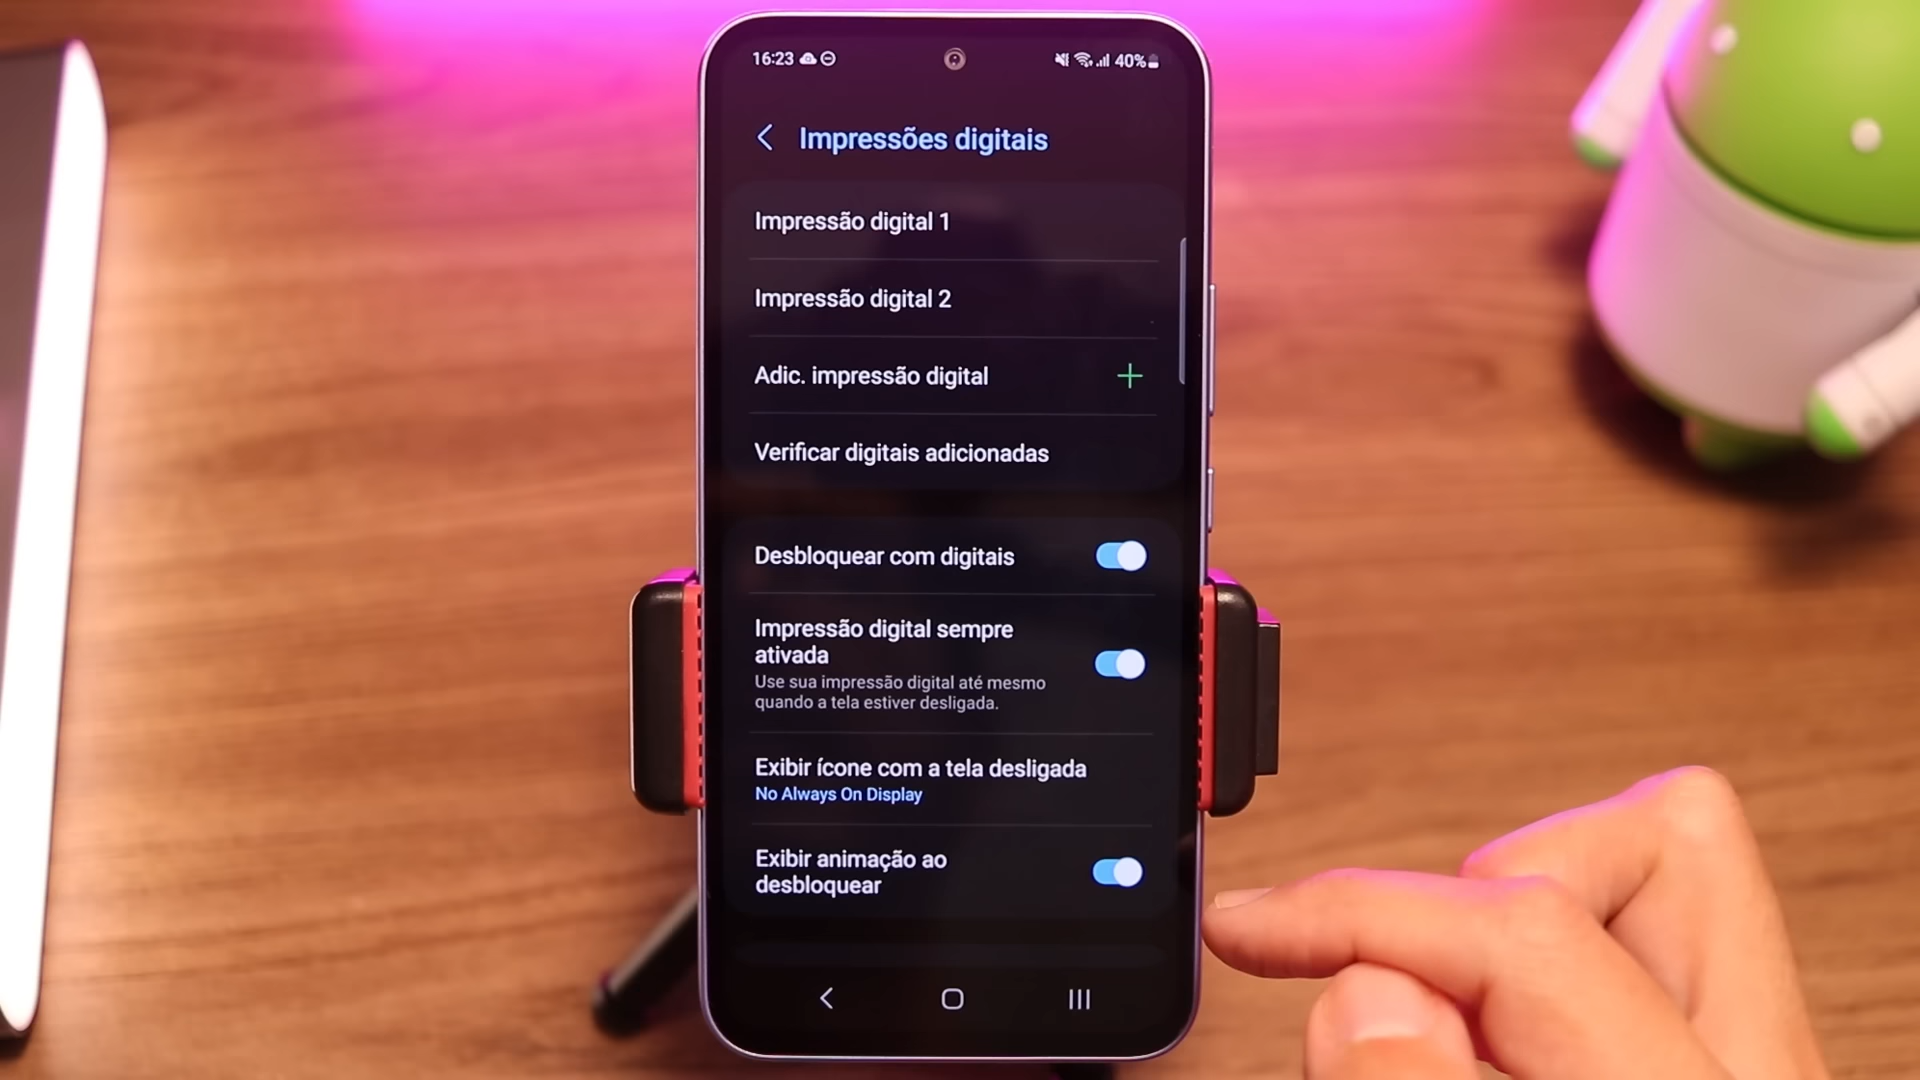 16:23
40%
Impressões digitais
Impressão digital 1
Impressão digital 2
Adic. impressão digital
Verificar digitais adicionadas
Desbloquear com digitais
Impressão digital sempre
ativada
Use sua impressão digital até mesmo
quando a tela estiver desligada.
Exibir ícone com a tela desligada
No Always On Display
Exibir animação ao
desbloquear